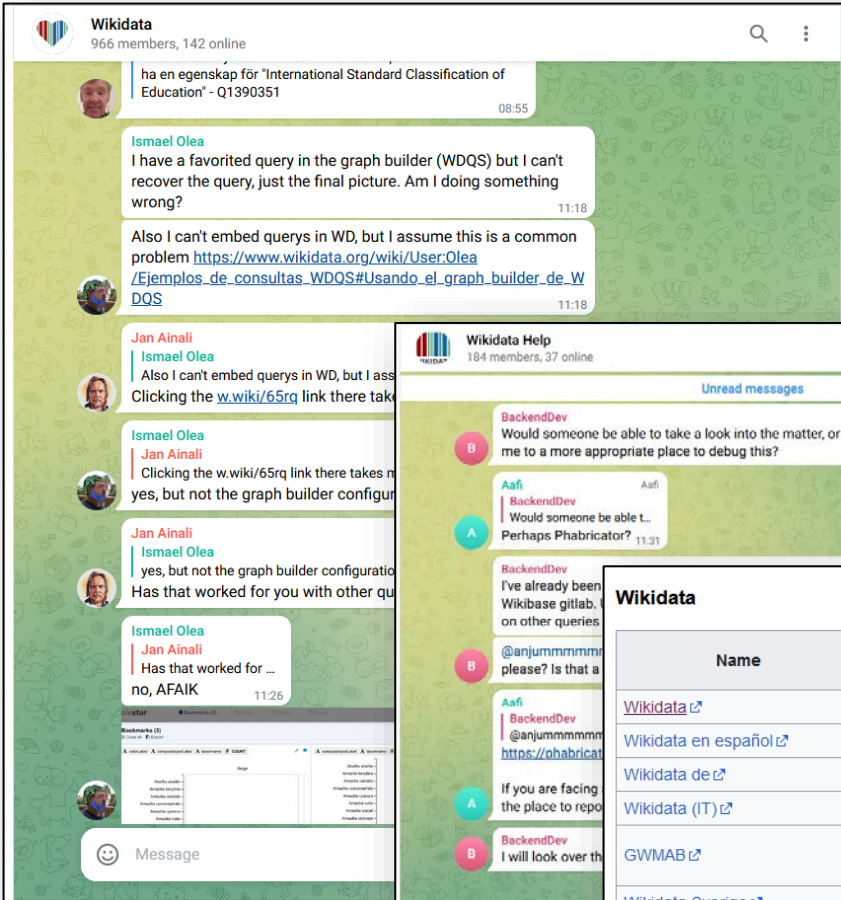 Wikidata
966 members, 142 online
ha en egenskap för "International Standard Classification of
Education" - Q1390351
08:55
Ismael Olea
I have a favorited query in the graph builder (WDQS) but I can't
recover the query, just the final picture. Am I doing something
wrong?
11:18
Also I can't embed querys in WD, but I assume this is a common
problem https://www.wikidata.org/wiki/User:Olea
/Ejemplos_de_consultas_WDQS#Usando_el_graph_builder_de_W
DQS
11:18
Jan Ainali
Ismael Olea
Also I can't embed querys in WD, but I ass
Clicking the w.wiki/65rq link there take
Ismael Olea
Jan Ainali
Clicking the w.wiki/65rq link there takes m
yes, but not the graph builder configur
Jan Ainali
Ismael Olea
yes, but not the graph builder configuratio
Has that worked for you with other qu
Ismael Olea
Jan Ainali
Has that worked for ...
no, AFAIK
11:26
Bookmarks (3)
Message
Wikidata Help
184 members, 37 online
Unread messages
BackendDev
Would someone be able to take a look into the matter, or
me to a more appropriate place to debug this?
B
Aafi
Aafi
BackendDev
Would someone be able t...
Perhaps Phabricator?
11:31
A
BackendDev
I've already been
Wikibase gitlab.
on other queries
@anjummmmmr
please? Is that a
B
Aafi
BackendDev
@anjummmmm
https://phabricat
If you are facing
the place to repo
A
BackendDev
I will look over th
B
Wikidata
Name
Wikidata
Wikidata en español
Wikidata de
Wikidata (IT)
GWMAB